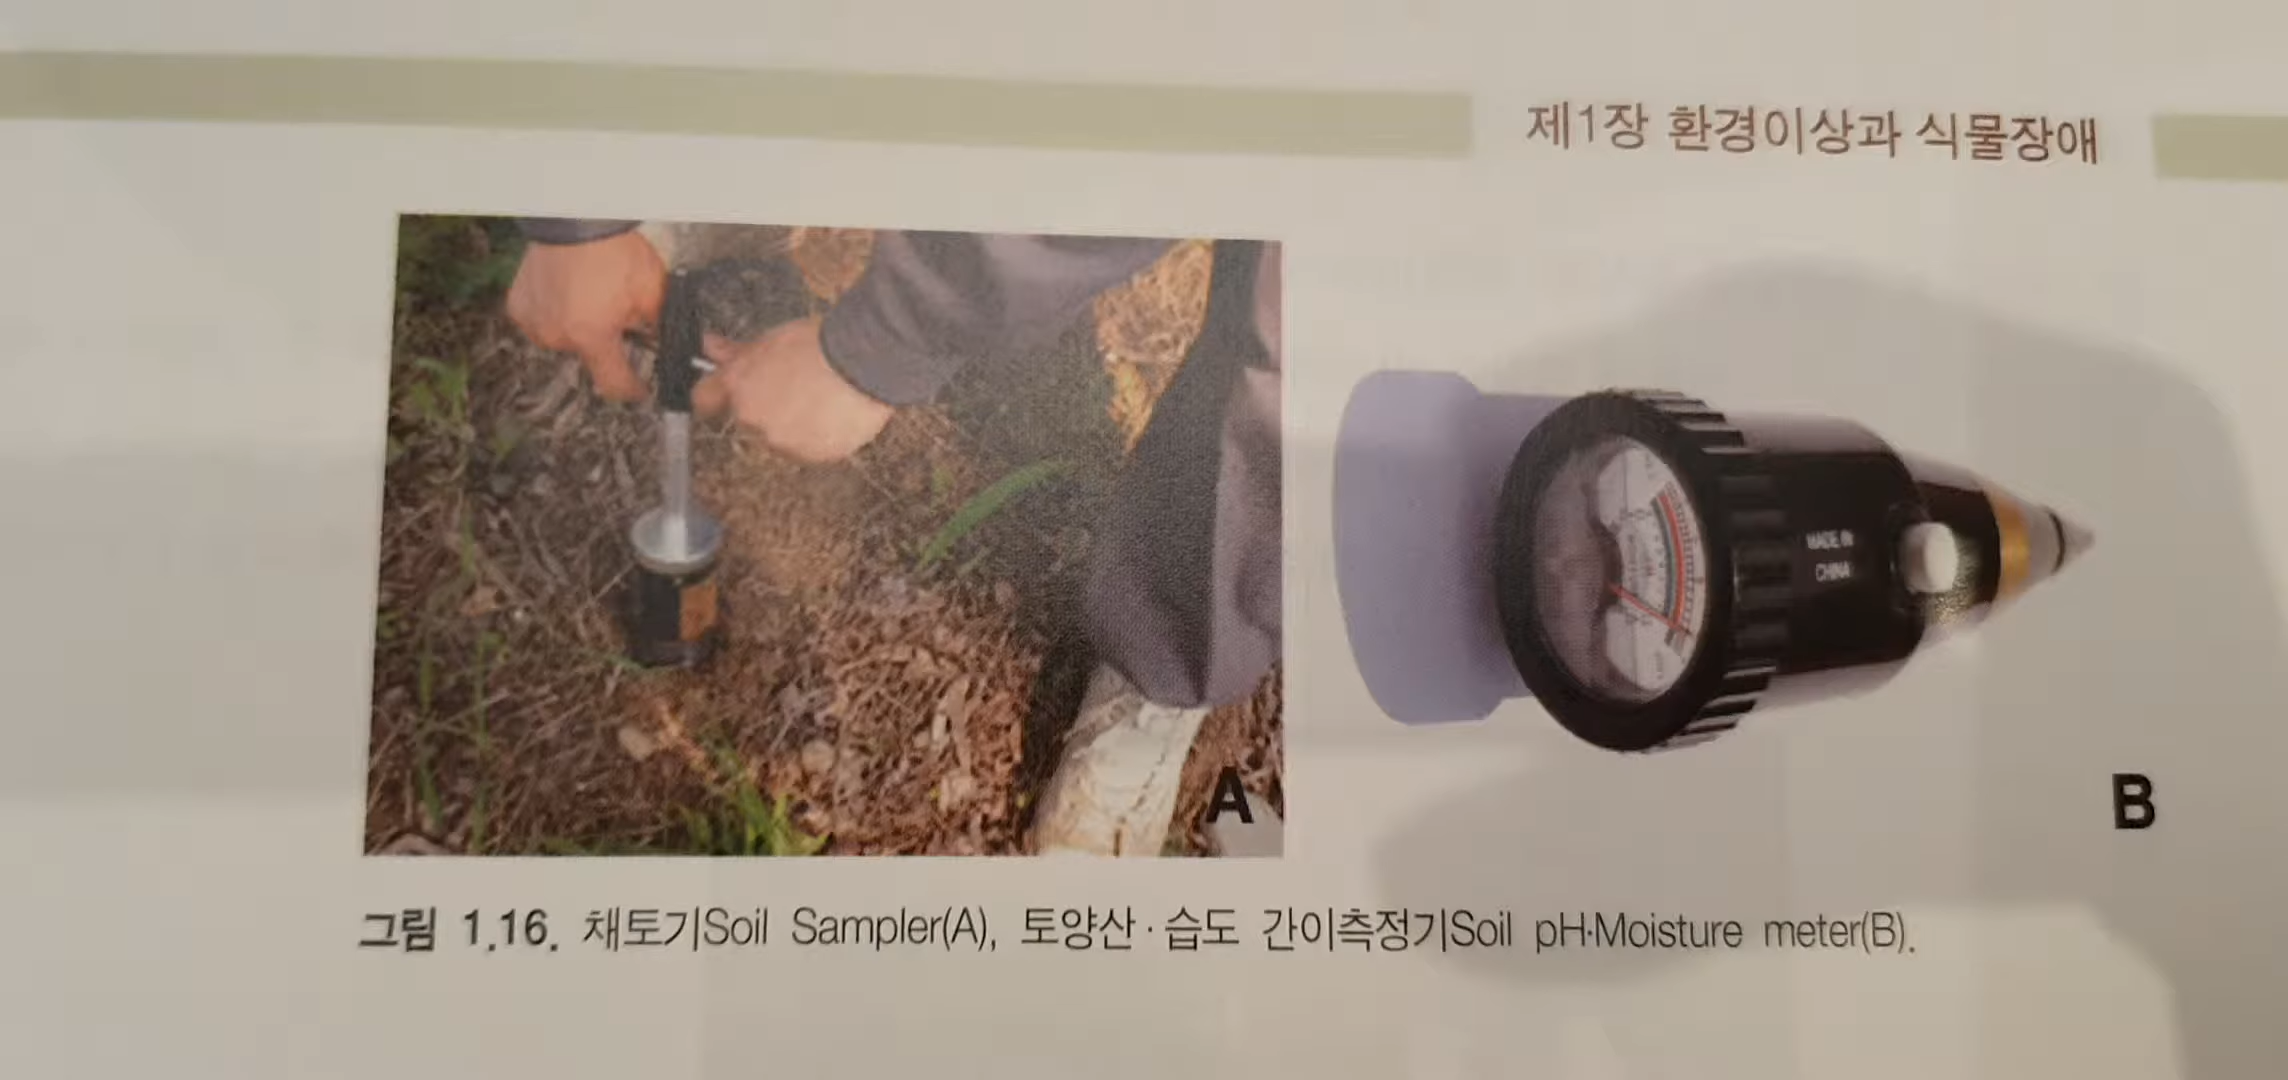 제1장 환경이상과 식물장애
MADE IN
CHINA
A
B
그림 1.16. 채토기Soil Sampler(A), 토양산·습도 간이측정기Soil pH·Moisture meter(B).